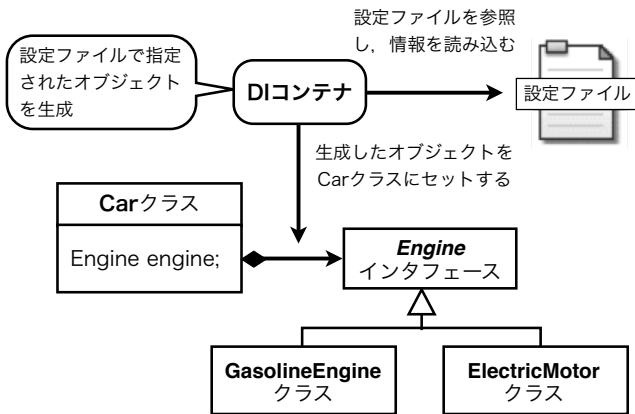 設定ファイルで指定
されたオブジェクト
を生成
DIコンテナ
設定ファイルを参照
し，情報を読み込む
設定ファイル
生成したオブジェクトを
Carクラスにセットする
Carクラス
Engine engine;
Engine
インタフェース
GasolineEngine
クラス
ElectricMotor
クラス